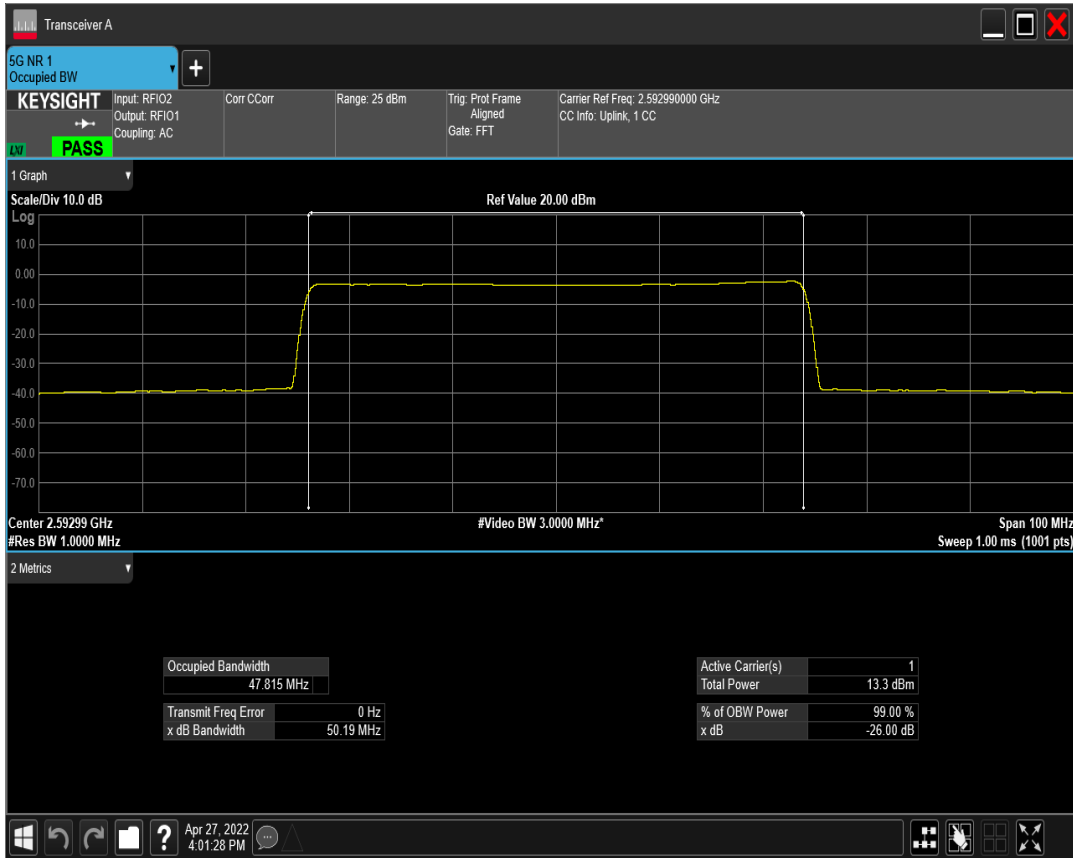 Transceiver A
5G NR 1
Occupied BW
KEYSIGHT
LXI
PASS
Input: RFIO2
Output: RFIO1
Coupling: AC
Corr CCorr
Range: 25 dBm
Trig: Prot Frame
Aligned
Gate: FFT
Carrier Ref Freq: 2.592990000 GHz
CC Info: Uplink, 1 CC
1 Graph
Scale/Div 10.0 dB
Ref Value 20.00 dBm
Log
10.0
0.00
-10.0
-20.0
-30.0
-40.0
-50.0
-60.0
-70.0
Center 2.59299 GHz
#Video BW 3.0000 MHz*
Span 100 MHz
#Res BW 1.0000 MHz
Sweep 1.00 ms (1001 pts)
2 Metrics
Occupied Bandwidth
47.815 MHz
Transmit Freq Error 0 Hz
x dB Bandwidth 50.19 MHz
Active Carrier(s) 1
Total Power 13.3 dBm
% of OBW Power 99.00 %
x dB -26.00 dB
?
Apr 27, 2022
4:01:28 PM